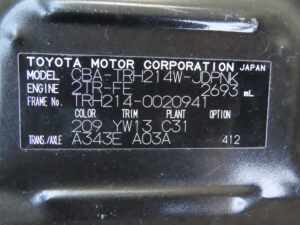 TOYOTA MOTOR CORPORATION JAPAN
MODEL CBA-TRH214W-JDPNK
ENGINE 2TR-FE 2693 mL
FRAME No. TRH214-0020941
COLOR TRIM PLANT OPTION
209 YW13 C31
TRANS./AXLE A343E A03A 412